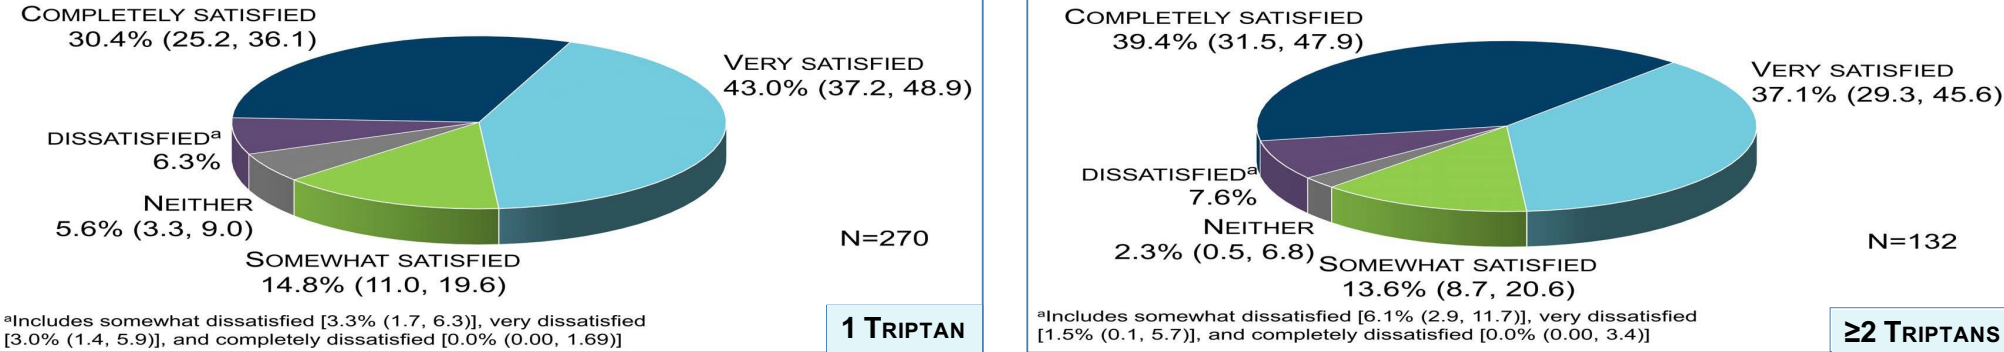 COMPLETELY SATISFIED
30.4% (25.2, 36.1)
VERY SATISFIED
43.0% (37.2, 48.9)
DISSATISFIEDa
6.3%
NEITHER
5.6% (3.3, 9.0)
SOMEWHAT SATISFIED
14.8% (11.0, 19.6)
N=270
aIncludes somewhat dissatisfied [3.3% (1.7, 6.3)], very dissatisfied
[3.0% (1.4, 5.9)], and completely dissatisfied [0.0% (0.00, 1.69)]
1 TRIPTAN
COMPLETELY SATISFIED
39.4% (31.5, 47.9)
VERY SATISFIED
37.1% (29.3, 45.6)
DISSATISFIEDa
7.6%
NEITHER
2.3% (0.5, 6.8)
SOMEWHAT SATISFIED
13.6% (8.7, 20.6)
N=132
aIncludes somewhat dissatisfied [6.1% (2.9, 11.7)], very dissatisfied
[1.5% (0.1, 5.7)], and completely dissatisfied [0.0% (0.00, 3.4)]
≥2 TRIPTANS